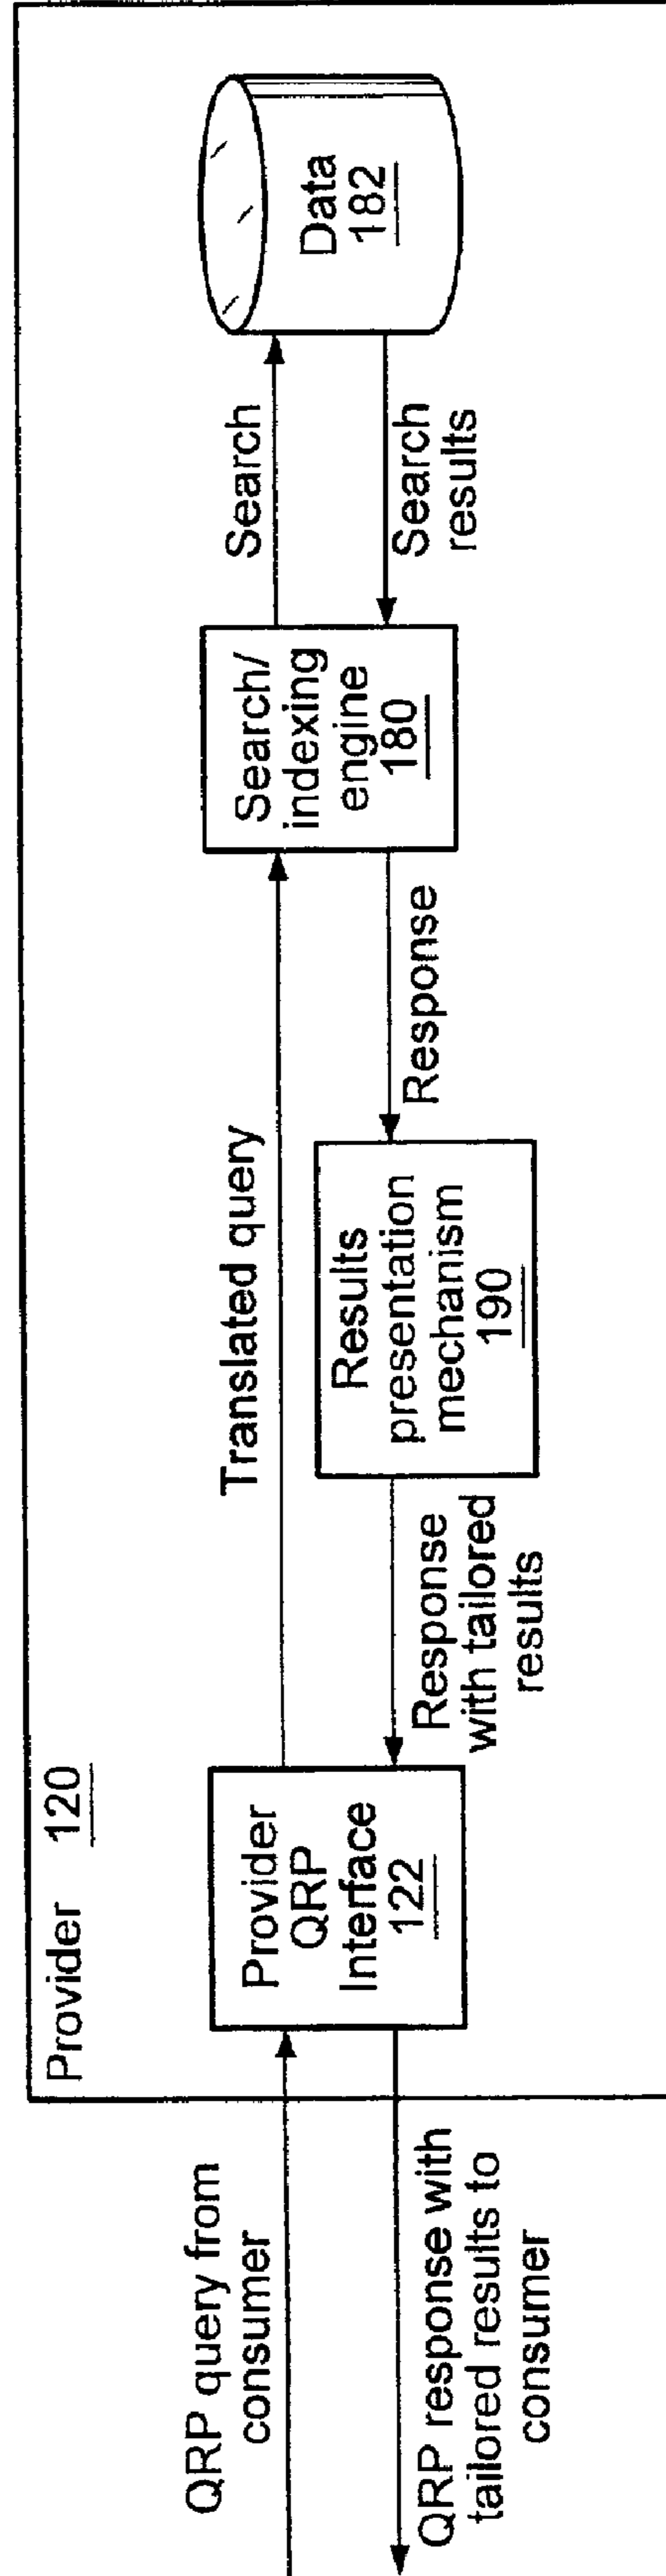 Provider 120
QRP query from
consumer
QRP response with
tailored results to
consumer
Provider
QRP
Interface
122
Translated query
Response
with tailored
results
Results
presentation
mechanism
190
Response
Search/
indexing
engine
180
Search
Search
results
Data
182